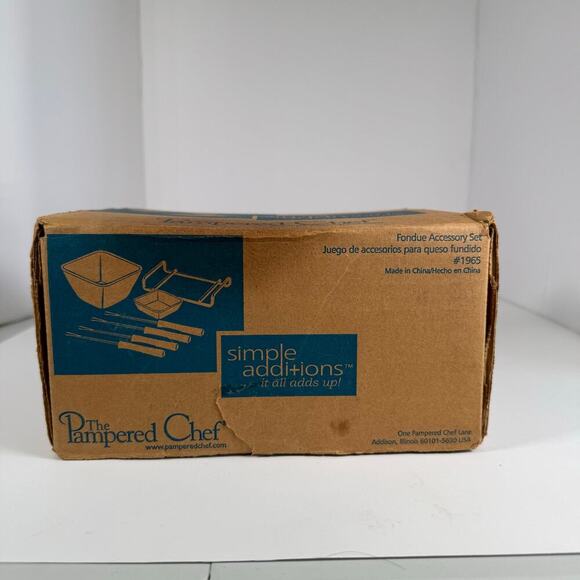 Fondue Accessory Set
Juego de accesorios para queso fundido
#1965
Made in China/Hecho en China
simple
additions™
it all adds up!
The
Pampered Chef®
www.pamperedchef.com
One Pampered Chef Lane
Addison, Illinois 60101-5630 USA